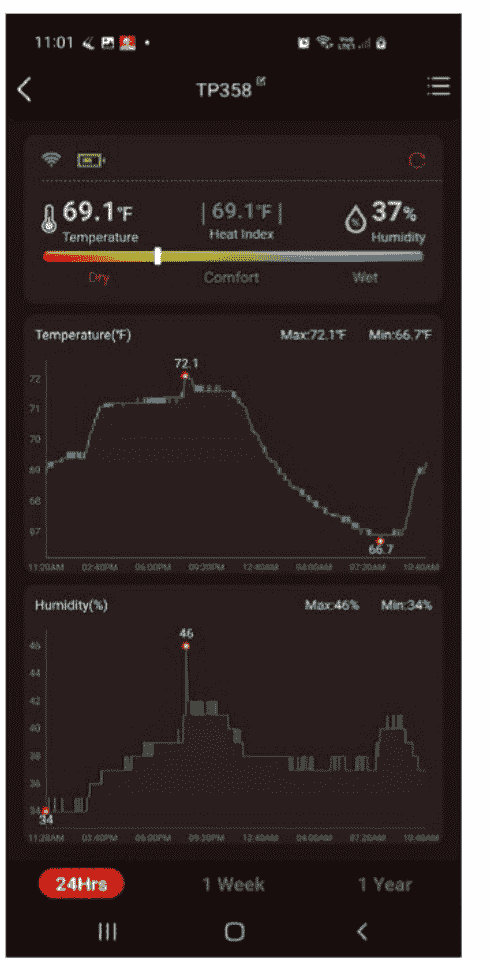 11:01
TP358
69.1°F | 69.1°F | 37%
Temperature Heat Index Humidity
Dry Comfort Wet
Temperature(°F) Max:72.1°F Min:66.7°F
72.1
72
71
70
69
68
67
66.7
11:20AM 02:40PM 06:00PM 09:20PM 12:40AM 04:00AM 07:20AM 10:40AM
Humidity(%) Max:46% Min:34%
46
46
44
42
40
38
36
34
34
11:20AM 02:40PM 06:00PM 09:20PM 12:40AM 04:00AM 07:20AM 10:40AM
24Hrs 1 Week 1 Year